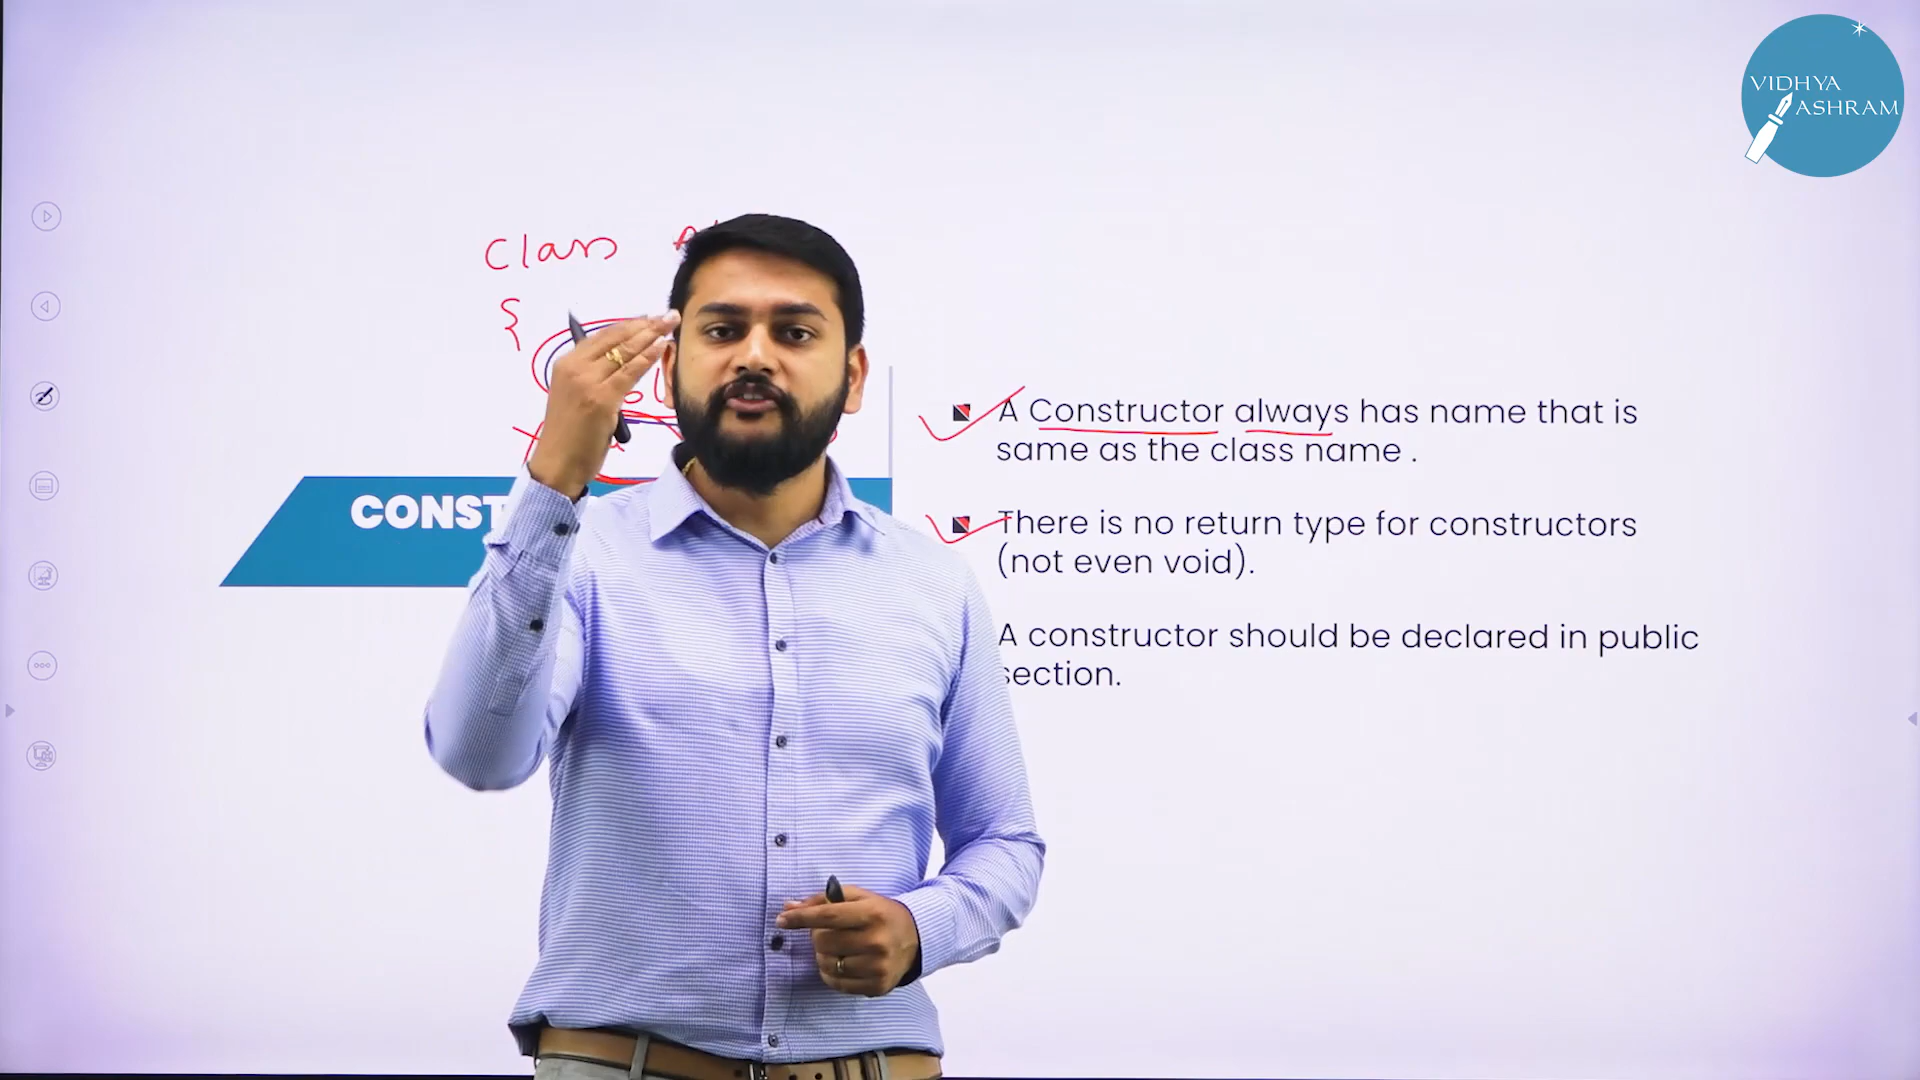 VIDHYA
ASHRAM
Class
{
CONST
A Constructor always has name that is
same as the class name .
There is no return type for constructors
(not even void).
A constructor should be declared in public
section.